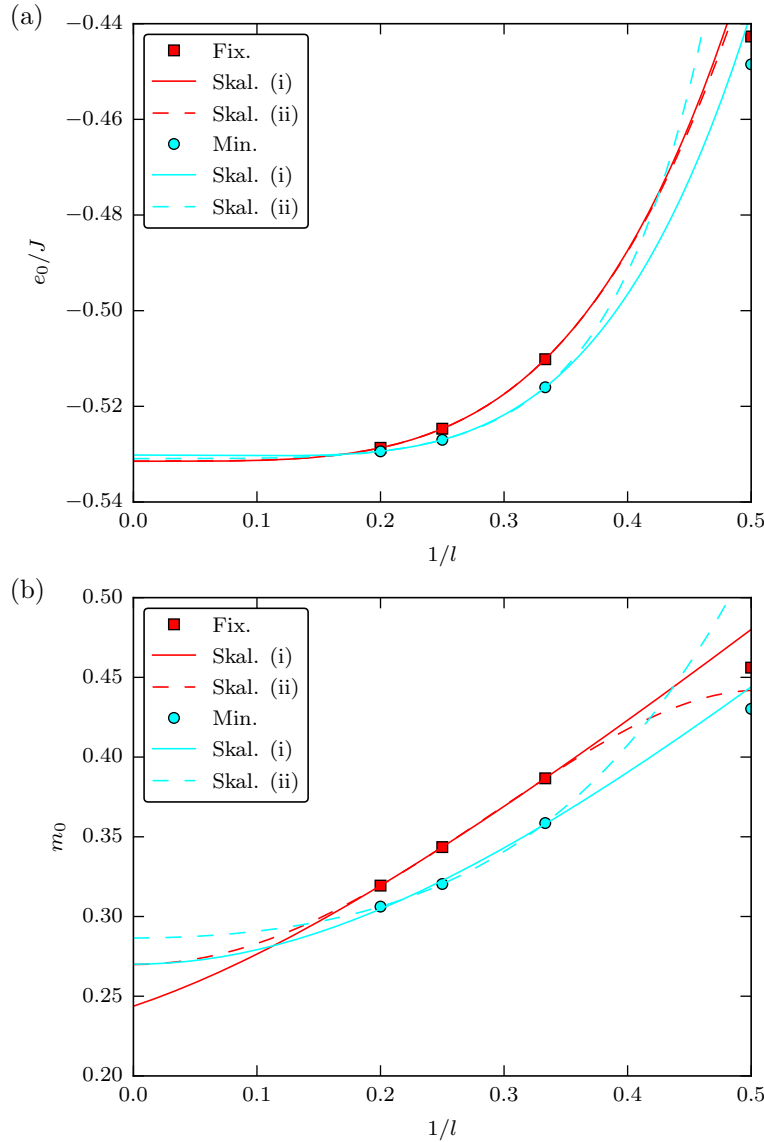 (a)
−0.44
−0.46
−0.48
−0.50
−0.52
−0.54
e₀/J
Fix.
Skal. (i)
Skal. (ii)
Min.
Skal. (i)
Skal. (ii)
0.0 0.1 0.2 0.3 0.4 0.5
1/l
(b)
0.50
0.45
0.40
0.35
0.30
0.25
0.20
m₀
Fix.
Skal. (i)
Skal. (ii)
Min.
Skal. (i)
Skal. (ii)
0.0 0.1 0.2 0.3 0.4 0.5
1/l